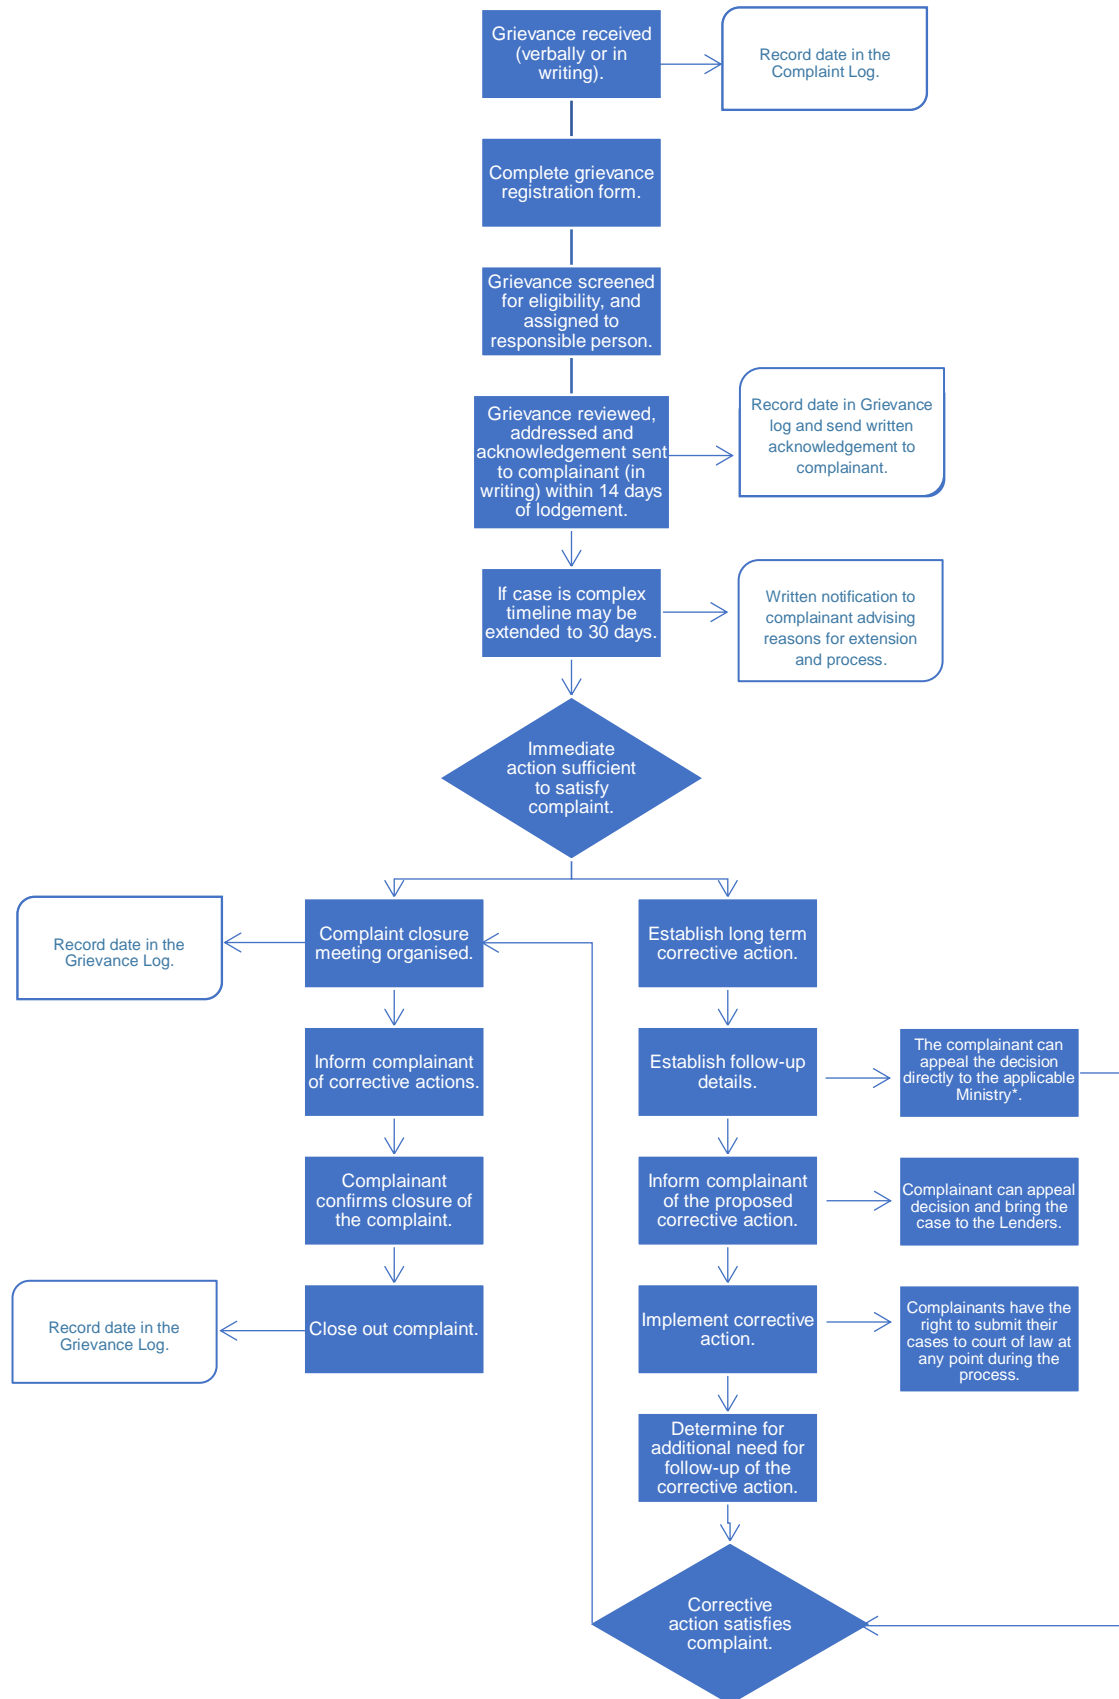 Grievance received
(verbally or in
writing).
Record date in the
Complaint Log.
Complete grievance
registration form.
Grievance screened
for eligibility, and
assigned to
responsible person.
Grievance reviewed,
addressed and
acknowledgement sent
to complainant (in
writing) within 14 days
of lodgement.
Record date in Grievance
log and send written
acknowledgement to
complainant.
If case is complex
timeline may be
extended to 30 days.
Written notification to
complainant advising
reasons for extension
and process.
Immediate
action sufficient
to satisfy
complaint.
Record date in the
Grievance Log.
Complaint closure
meeting organised.
Establish long term
corrective action.
Inform complainant
of corrective actions.
Establish follow-up
details.
The complainant can
appeal the decision
directly to the applicable
Ministry*.
Complainant
confirms closure of
the complaint.
Inform complainant
of the proposed
corrective action.
Complainant can appeal
decision and bring the
case to the Lenders.
Record date in the
Grievance Log.
Close out complaint.
Implement corrective
action.
Complainants have the
right to submit their
cases to court of law at
any point during the
process.
Determine for
additional need for
follow-up of the
corrective action.
Corrective
action satisfies
complaint.